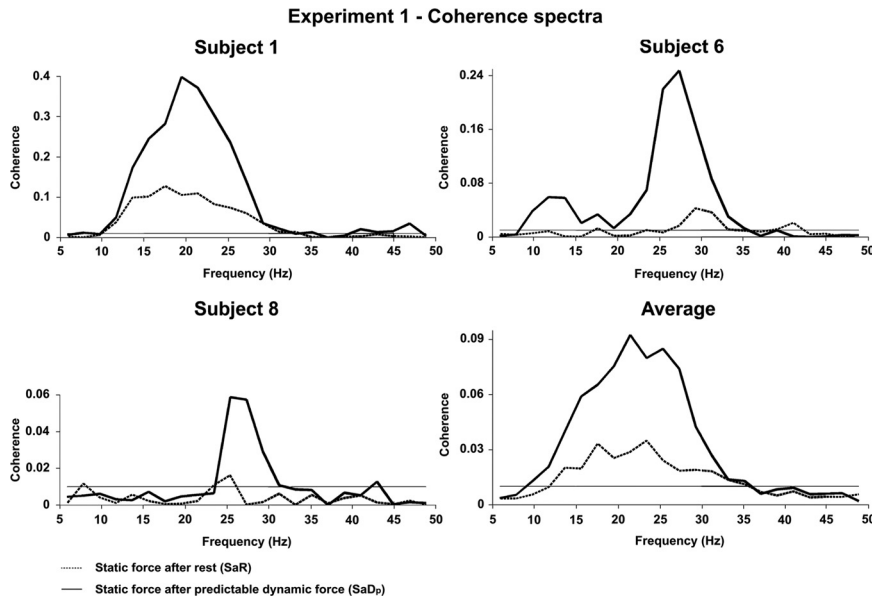 Experiment 1 - Coherence spectra
Subject 1
Coherence
0.4
0.3
0.2
0.1
0
5 10 15 20 25 30 35 40 45 50
Frequency (Hz)
Subject 6
Coherence
0.24
0.16
0.08
0
5 10 15 20 25 30 35 40 45 50
Frequency (Hz)
Subject 8
Coherence
0.06
0.04
0.02
0
5 10 15 20 25 30 35 40 45 50
Frequency (Hz)
Average
Coherence
0.09
0.06
0.03
0
5 10 15 20 25 30 35 40 45 50
Frequency (Hz)
Static force after rest (SaR)
Static force after predictable dynamic force (SaDp)